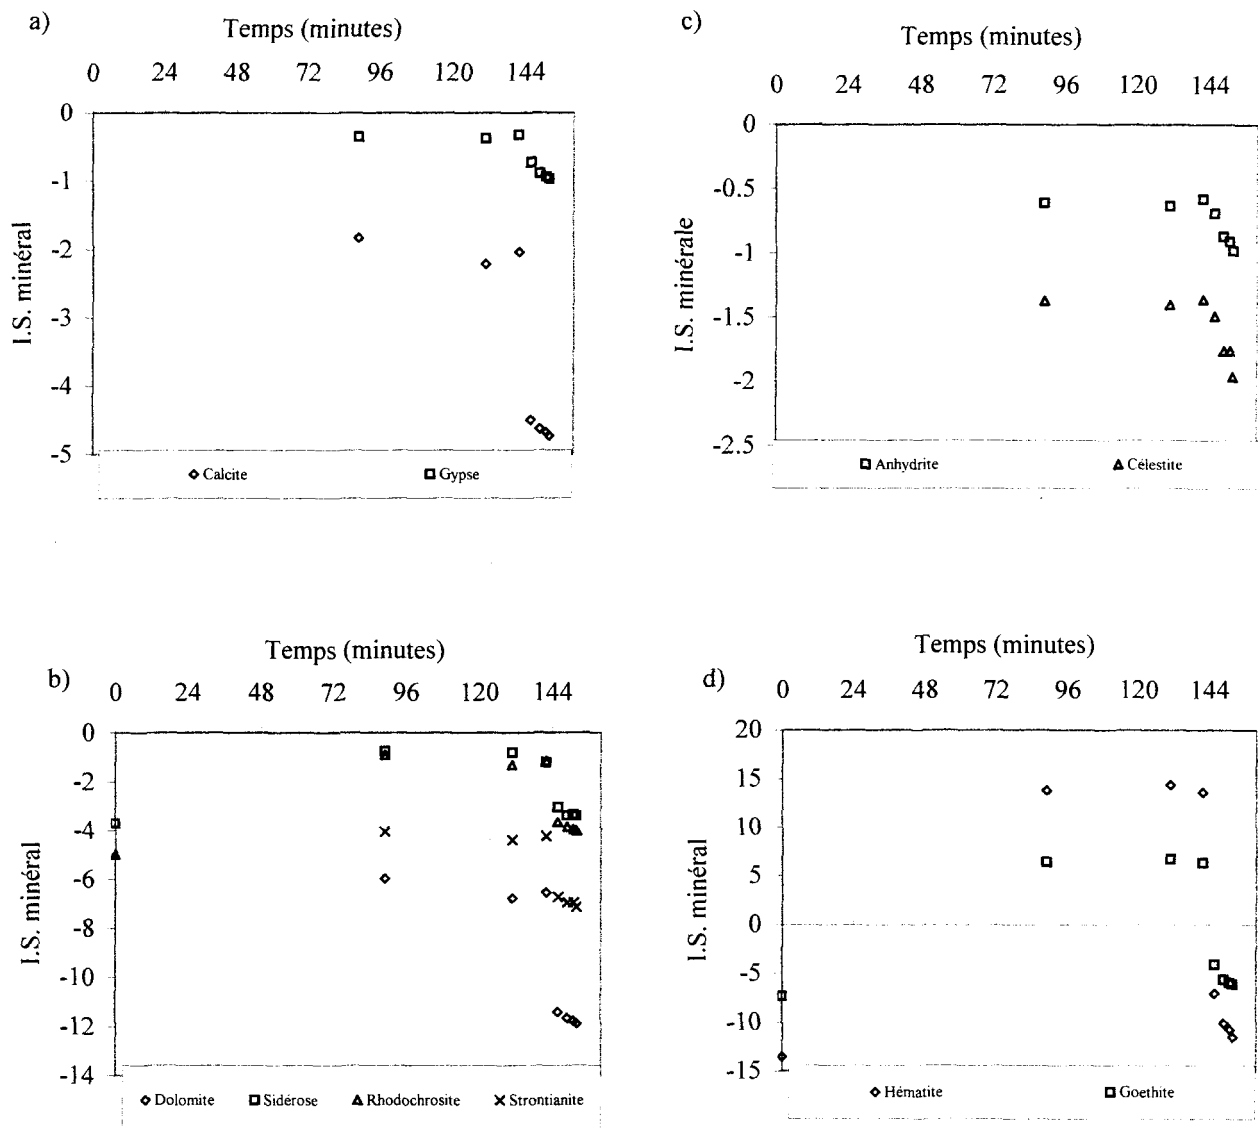 a)
Temps (minutes)
0 24 48 72 96 120 144
0
-1
-2
-3
-4
-5
I.S. minéral
Calcite Gypse
c)
Temps (minutes)
0 24 48 72 96 120 144
0
-0.5
-1
-1.5
-2
-2.5
I.S. minérale
Anhydrite Célestite
b)
Temps (minutes)
0 24 48 72 96 120 144
0
-2
-4
-6
-8
-10
-12
-14
I.S. minéral
Dolomite Sidérose Rhodochrosite Strontianite
d)
Temps (minutes)
0 24 48 72 96 120 144
20
15
10
5
0
-5
-10
-15
I.S. minéral
Hématite Goethite